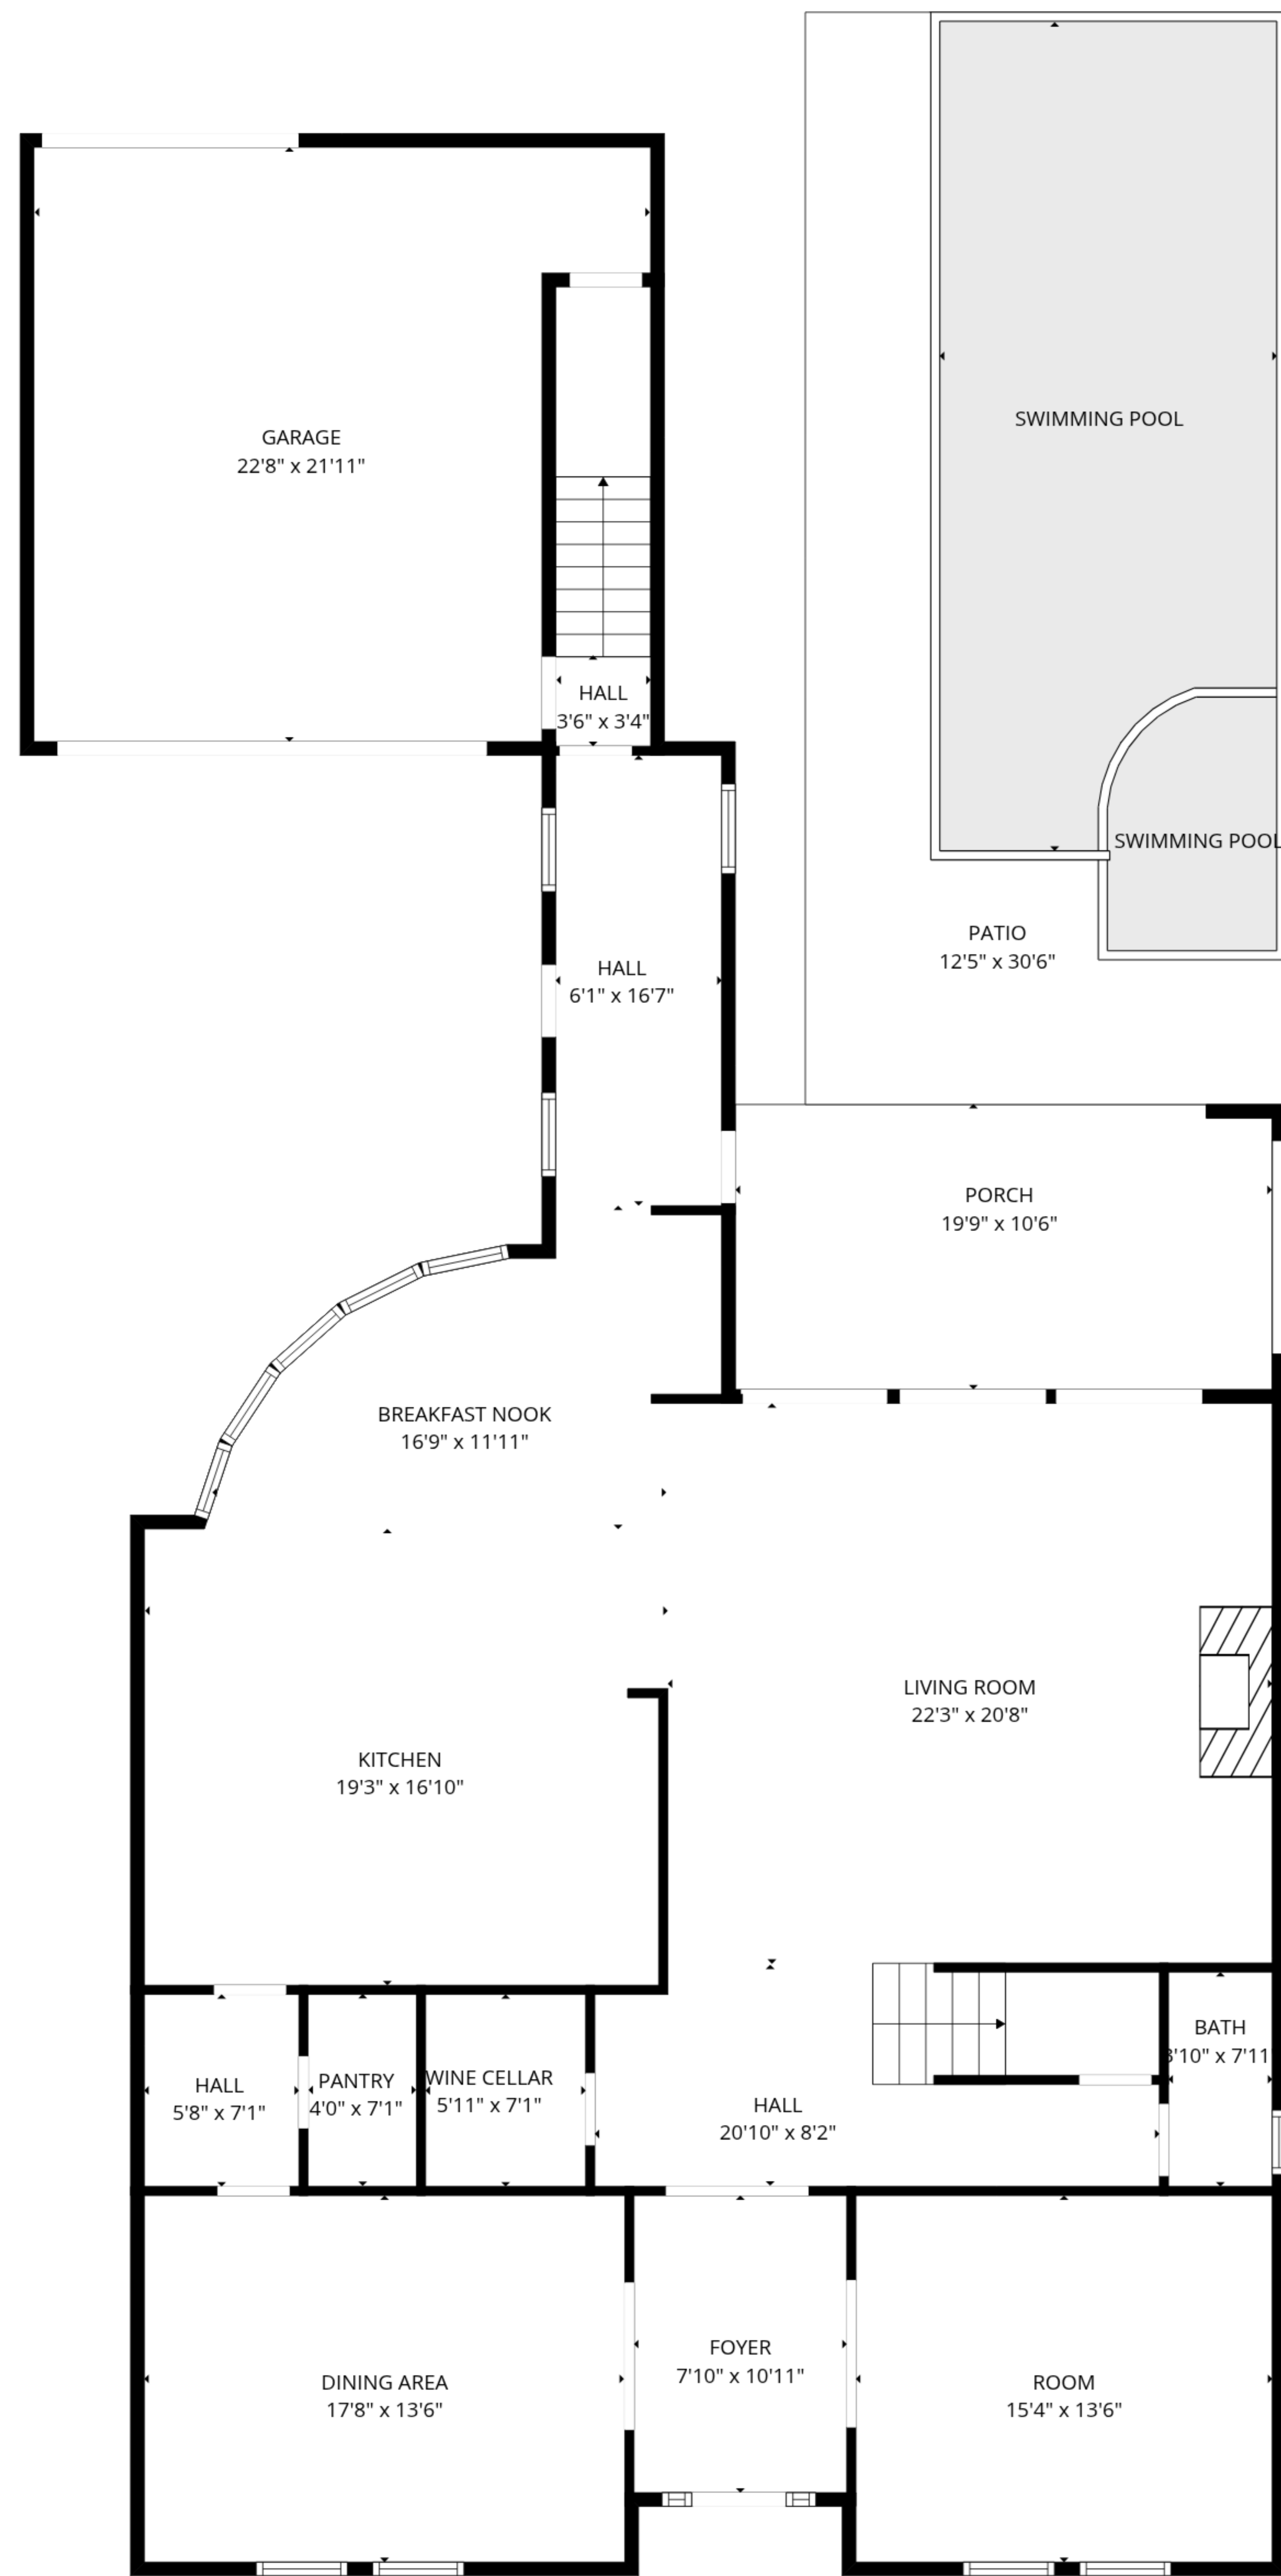 SWIMMING POOL
GARAGE
22'8" x 21'11"
HALL
3'6" x 3'4"
SWIMMING POOL
PATIO
12'5" x 30'6"
HALL
6'1" x 16'7"
PORCH
19'9" x 10'6"
BREAKFAST NOOK
16'9" x 11'11"
LIVING ROOM
22'3" x 20'8"
KITCHEN
19'3" x 16'10"
BATH
3'10" x 7'11
HALL
5'8" x 7'1"
PANTRY
4'0" x 7'1"
WINE CELLAR
5'11" x 7'1"
HALL
20'10" x 8'2"
FOYER
7'10" x 10'11"
DINING AREA
17'8" x 13'6"
ROOM
15'4" x 13'6"